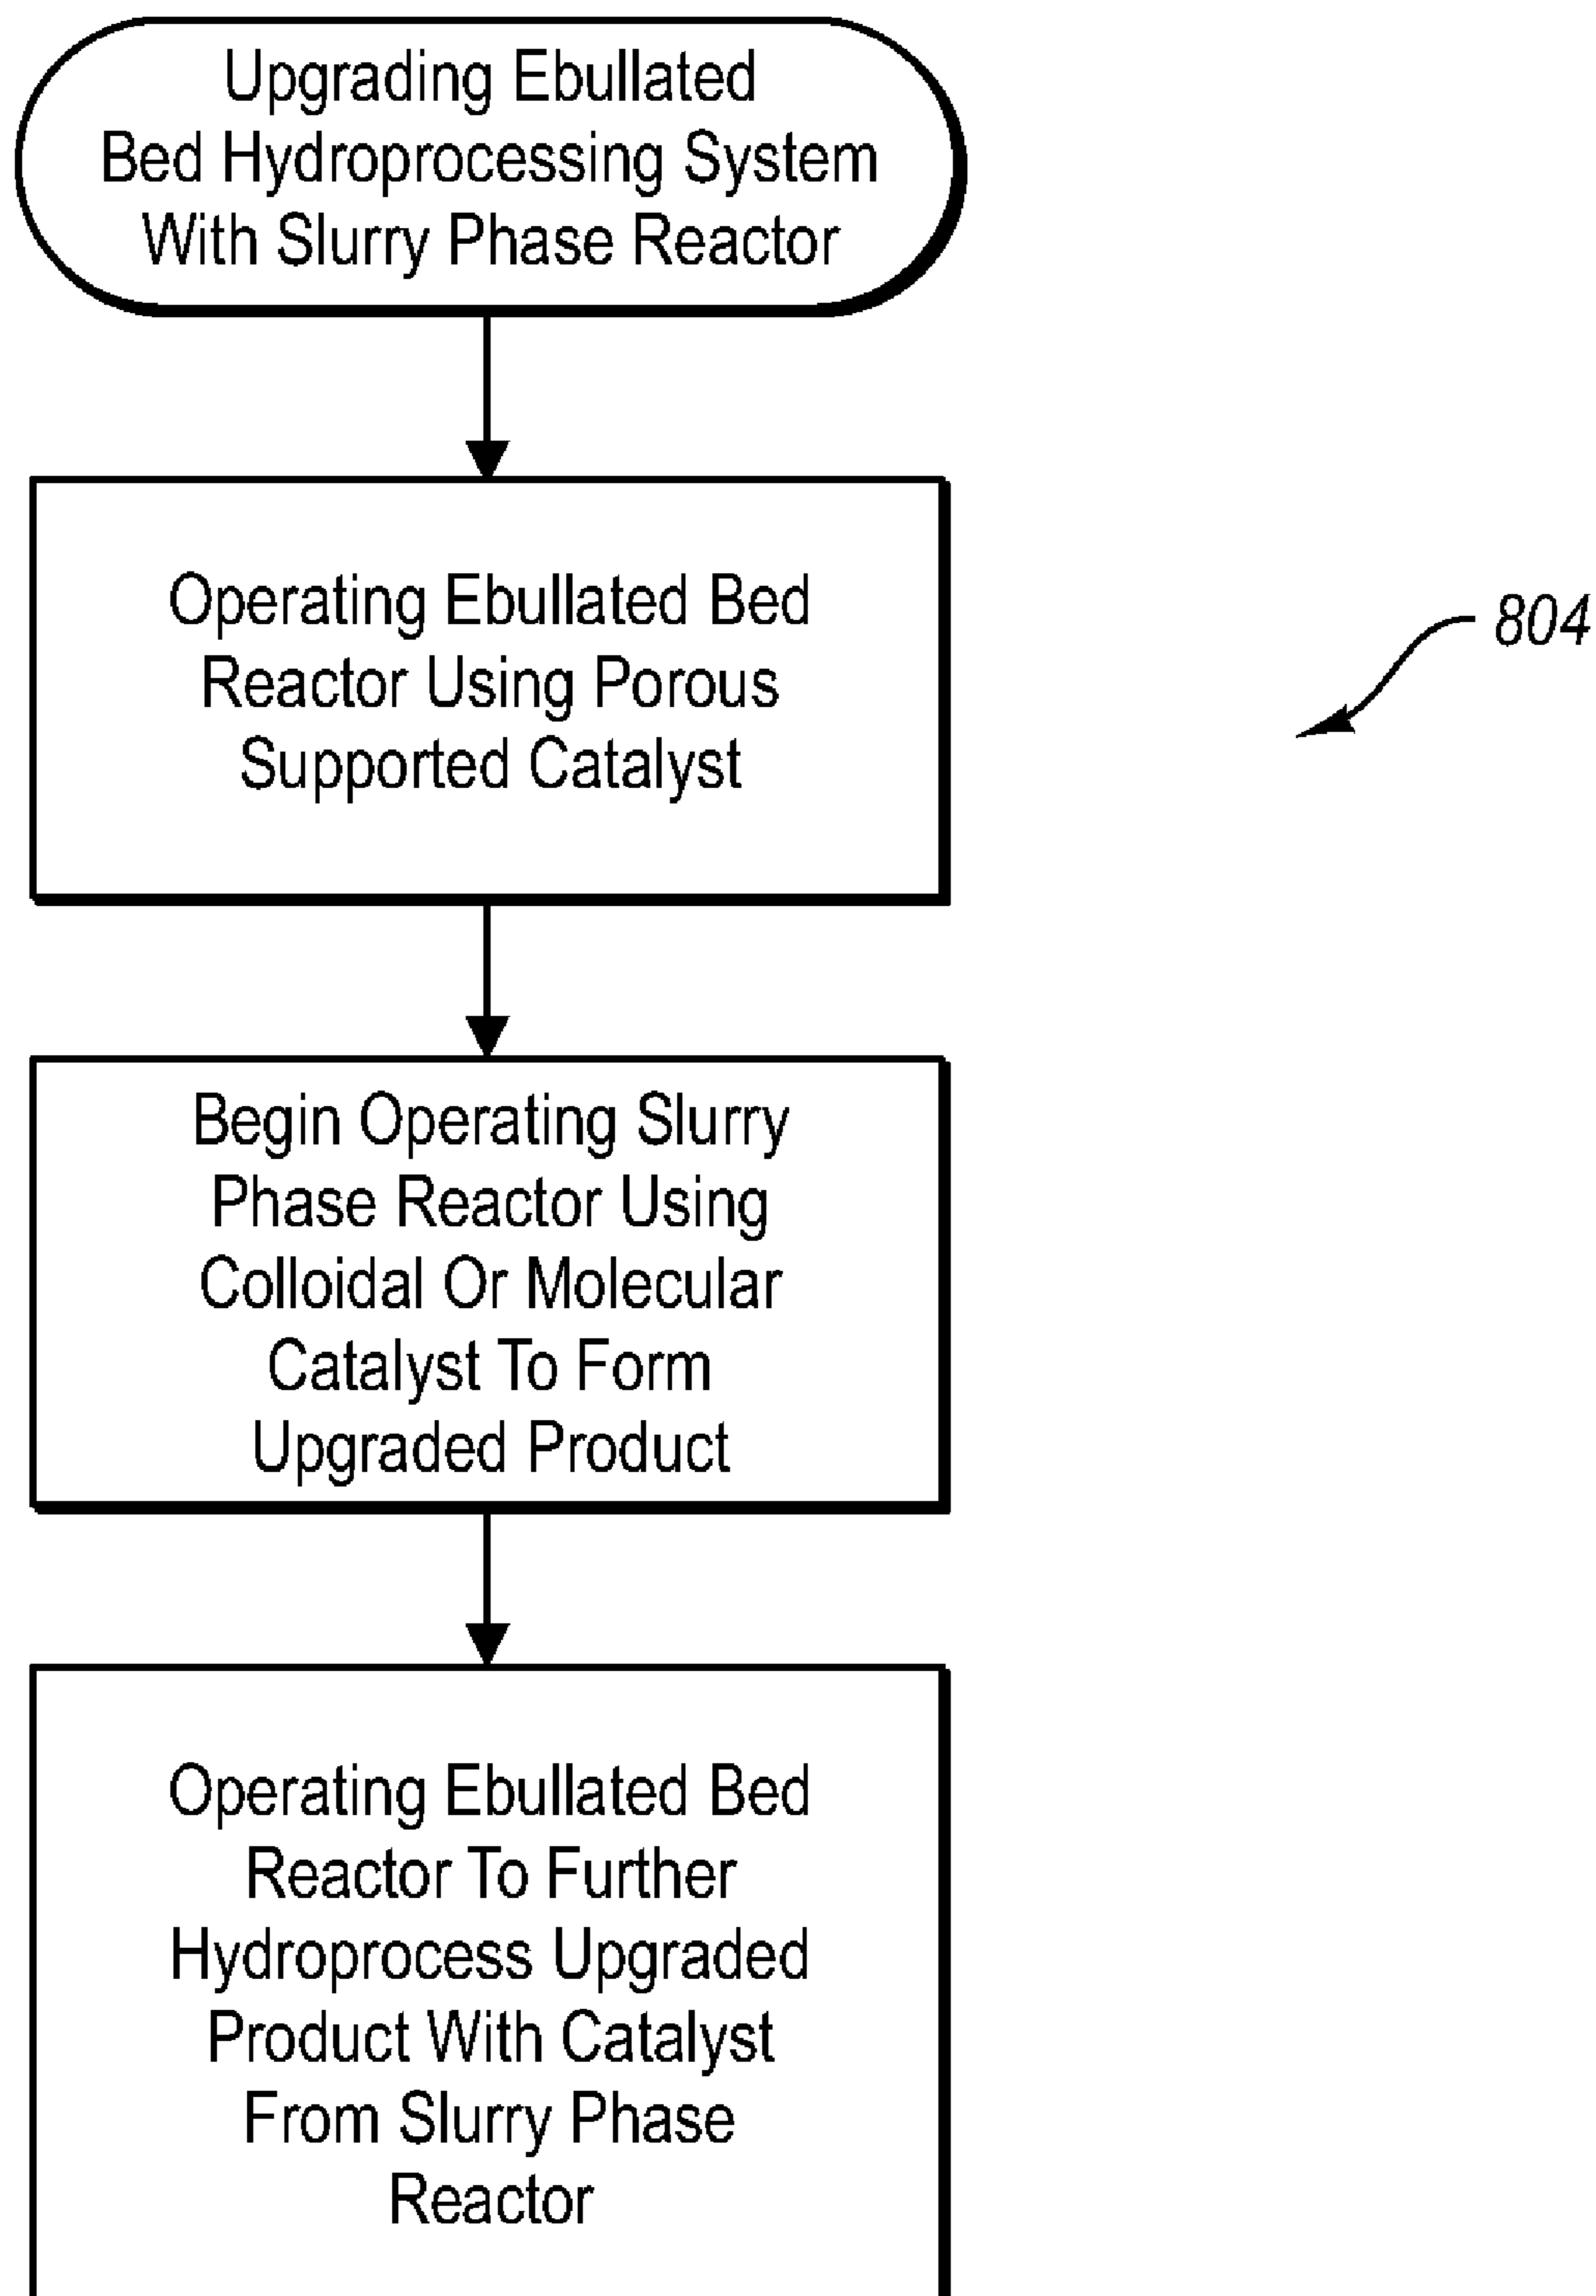 Upgrading Ebullated
Bed Hydroprocessing System
With Slurry Phase Reactor
Operating Ebullated Bed
Reactor Using Porous
Supported Catalyst
804
Begin Operating Slurry
Phase Reactor Using
Colloidal Or Molecular
Catalyst To Form
Upgraded Product
Operating Ebullated Bed
Reactor To Further
Hydroprocess Upgraded
Product With Catalyst
From Slurry Phase
Reactor